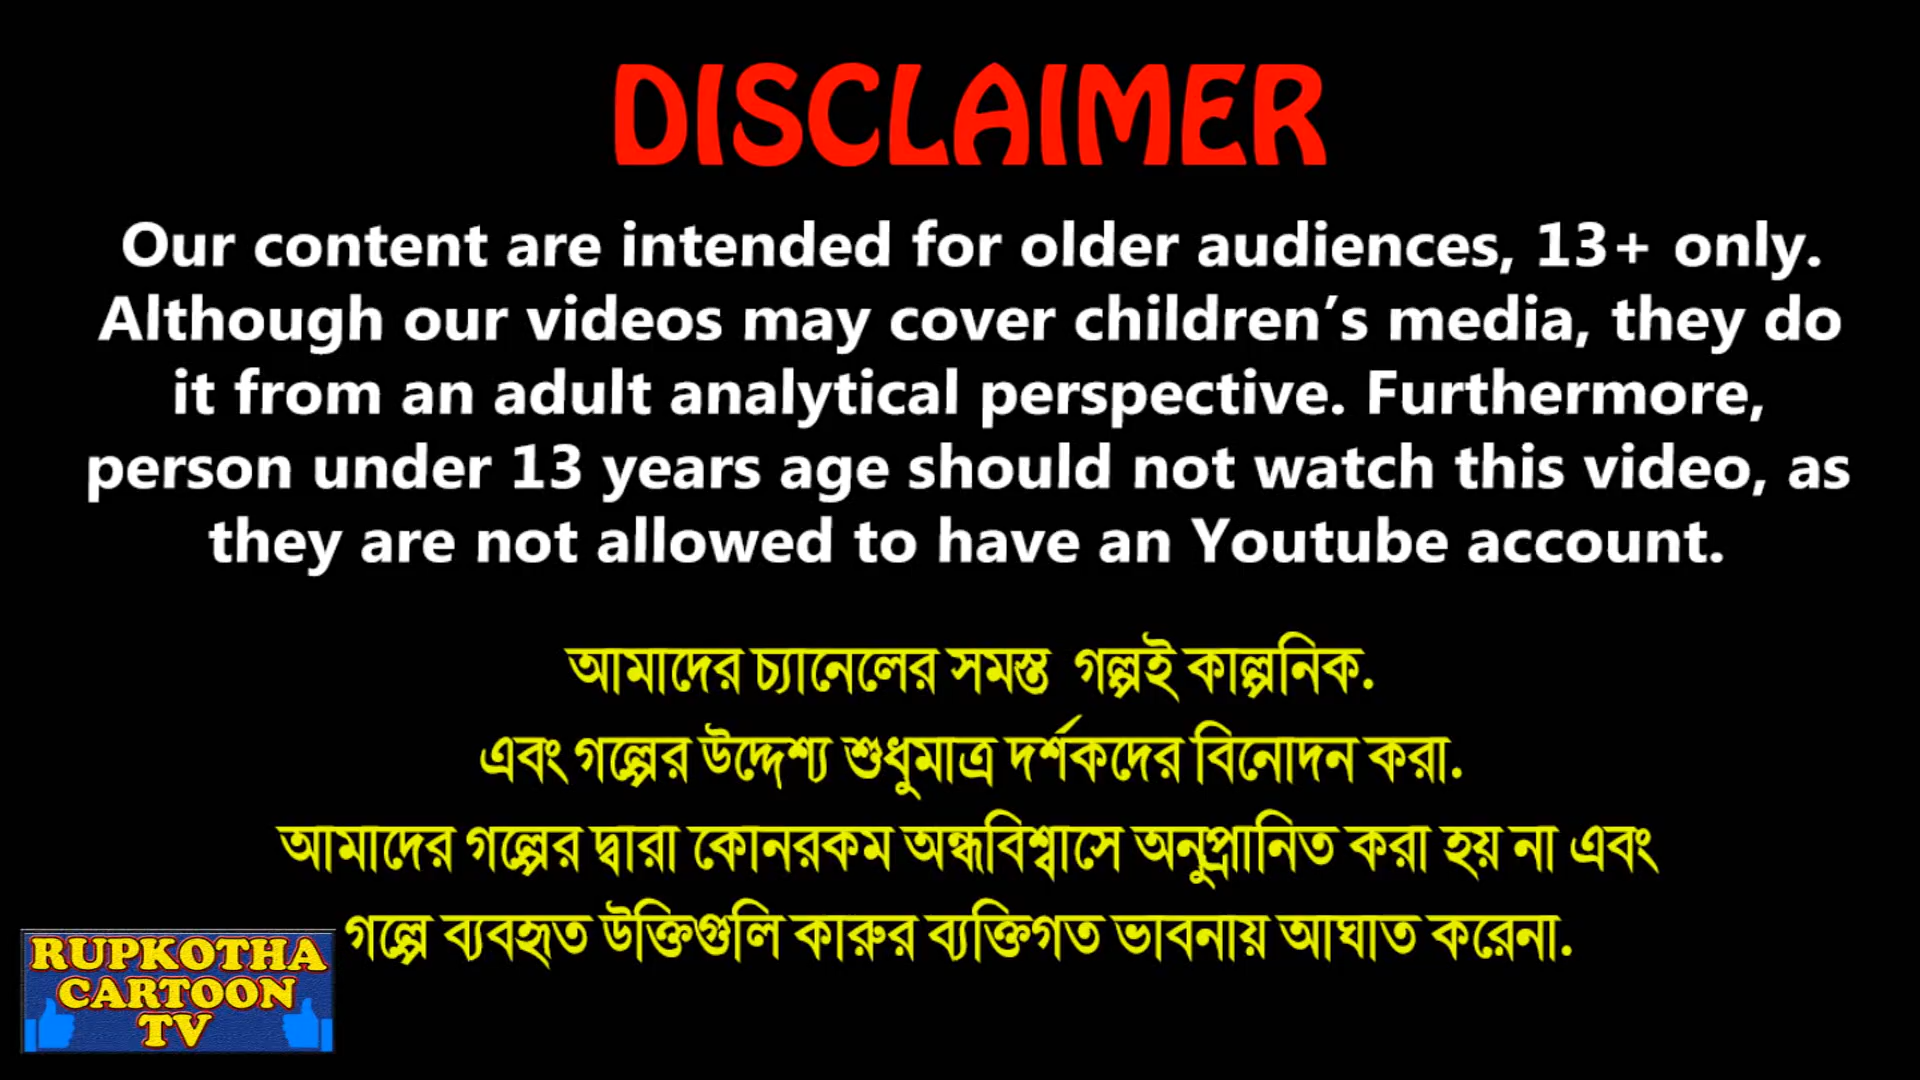 DISCLAIMER
Our content are intended for older audiences, 13+ only.
Although our videos may cover children’s media, they do
it from an adult analytical perspective. Furthermore,
person under 13 years age should not watch this video, as
they are not allowed to have an Youtube account.
আমাদের চ্যানেলের সমস্ত গল্পই কাল্পনিক.
এবং গল্পের উদ্দেশ্য শুধুমাত্র দর্শকদের বিনোদন করা.
আমাদের গল্পের দ্বারা কোনরকম অন্ধবিশ্বাসে অনুপ্রানিত করা হয় না এবং
গল্পে ব্যবহৃত উক্তিগুলি কারুর ব্যক্তিগত ভাবনায় আঘাত করেনা.
RUPKOTHA
CARTOON
TV